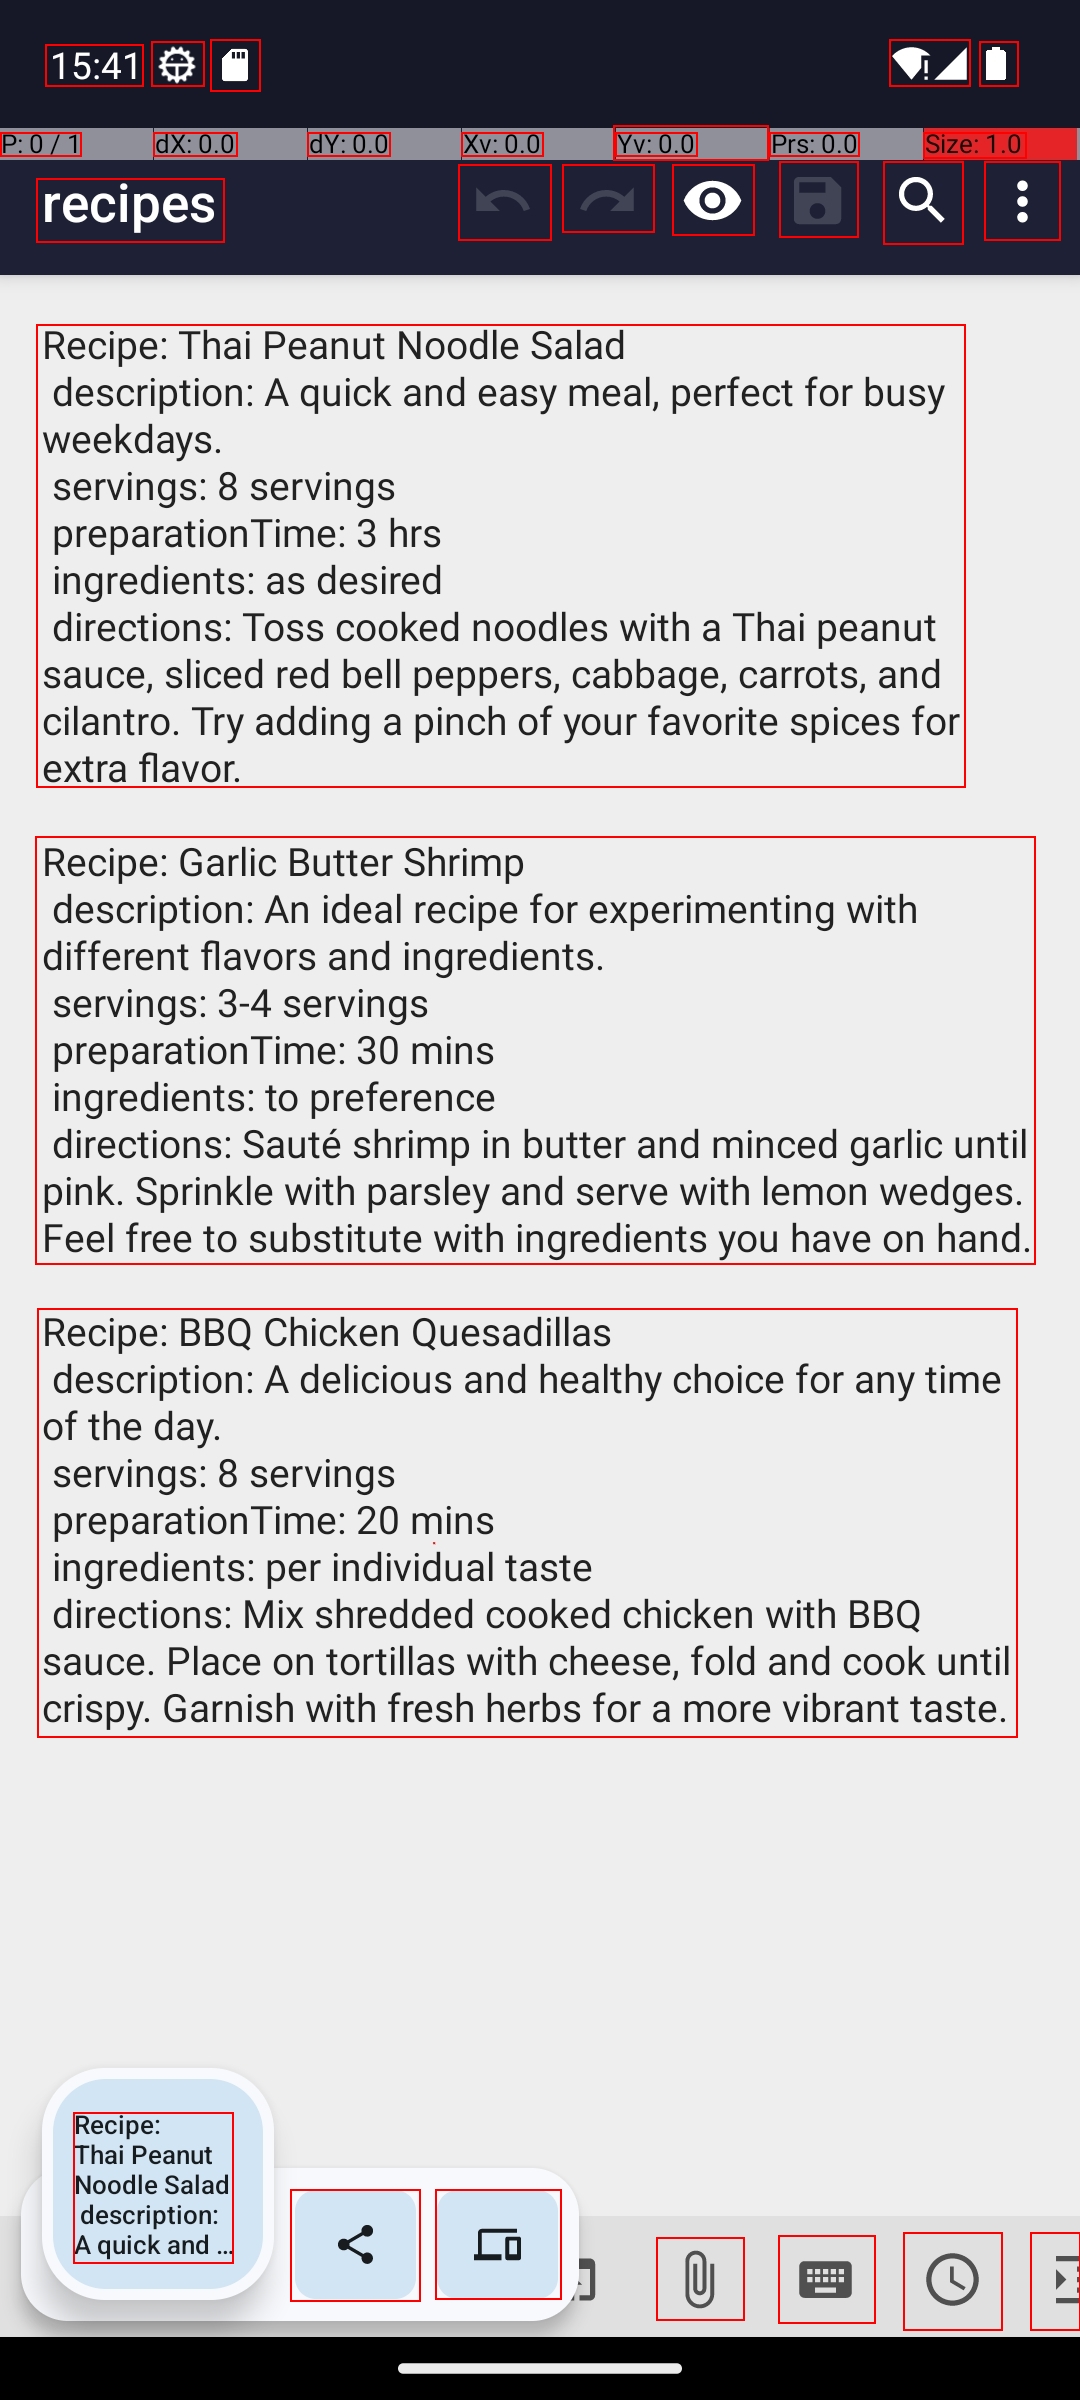 15:41
P: 0 / 1 dX: 0.0 dY: 0.0 Xv: 0.0 Yv: 0.0 Prs: 0.0 Size: 1.0
recipes
Recipe: Thai Peanut Noodle Salad
description: A quick and easy meal, perfect for busy
weekdays.
servings: 8 servings
preparationTime: 3 hrs
ingredients: as desired
directions: Toss cooked noodles with a Thai peanut
sauce, sliced red bell peppers, cabbage, carrots, and
cilantro. Try adding a pinch of your favorite spices for
extra flavor.
Recipe: Garlic Butter Shrimp
description: An ideal recipe for experimenting with
different flavors and ingredients.
servings: 3-4 servings
preparationTime: 30 mins
ingredients: to preference
directions: Sauté shrimp in butter and minced garlic until
pink. Sprinkle with parsley and serve with lemon wedges.
Feel free to substitute with ingredients you have on hand.
Recipe: BBQ Chicken Quesadillas
description: A delicious and healthy choice for any time
of the day.
servings: 8 servings
preparationTime: 20 mins
ingredients: per individual taste
directions: Mix shredded cooked chicken with BBQ
sauce. Place on tortillas with cheese, fold and cook until
crispy. Garnish with fresh herbs for a more vibrant taste.
Recipe:
Thai Peanut
Noodle Salad
description:
A quick and ...